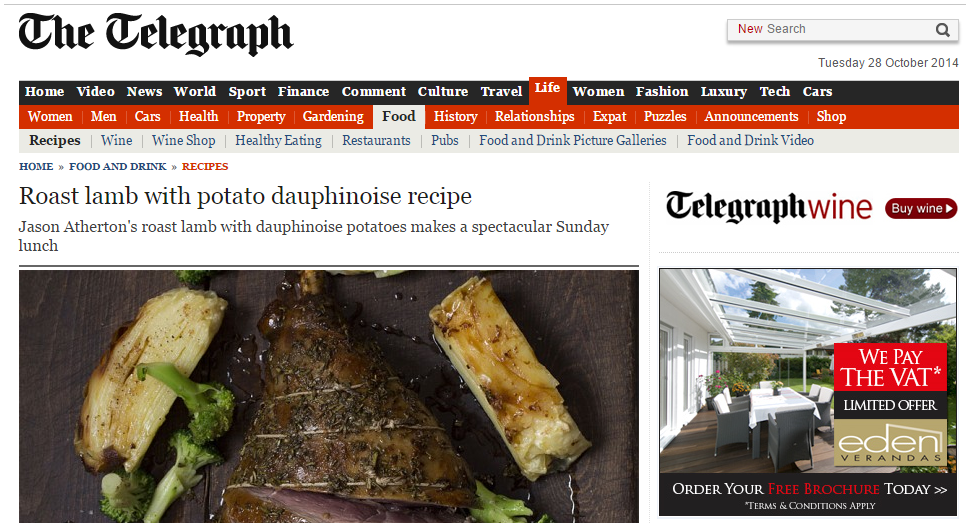 The Telegraph
New Search
Tuesday 28 October 2014
Home Video News World Sport Finance Comment Culture Travel Life Women Fashion Luxury Tech Cars
Women Men Cars Health Property Gardening Food History Relationships Expat Puzzles Announcements Shop
Recipes Wine Wine Shop Healthy Eating Restaurants Pubs Food and Drink Picture Galleries Food and Drink Video
HOME » FOOD AND DRINK » RECIPES
Roast lamb with potato dauphinoise recipe
Jason Atherton's roast lamb with dauphinoise potatoes makes a spectacular Sunday
lunch
Telegraphwine
Buy wine
WE PAY
THE VAT*
LIMITED OFFER
eden
VERANDAS
ORDER YOUR FREE BROCHURE TODAY >>
*TERMS & CONDITIONS APPLY